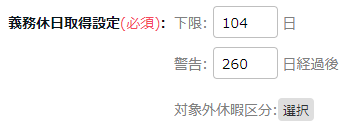 義務休日取得設定(必須): 下限: 104 日
警告: 260 日経過後
対象外休暇区分: 選択